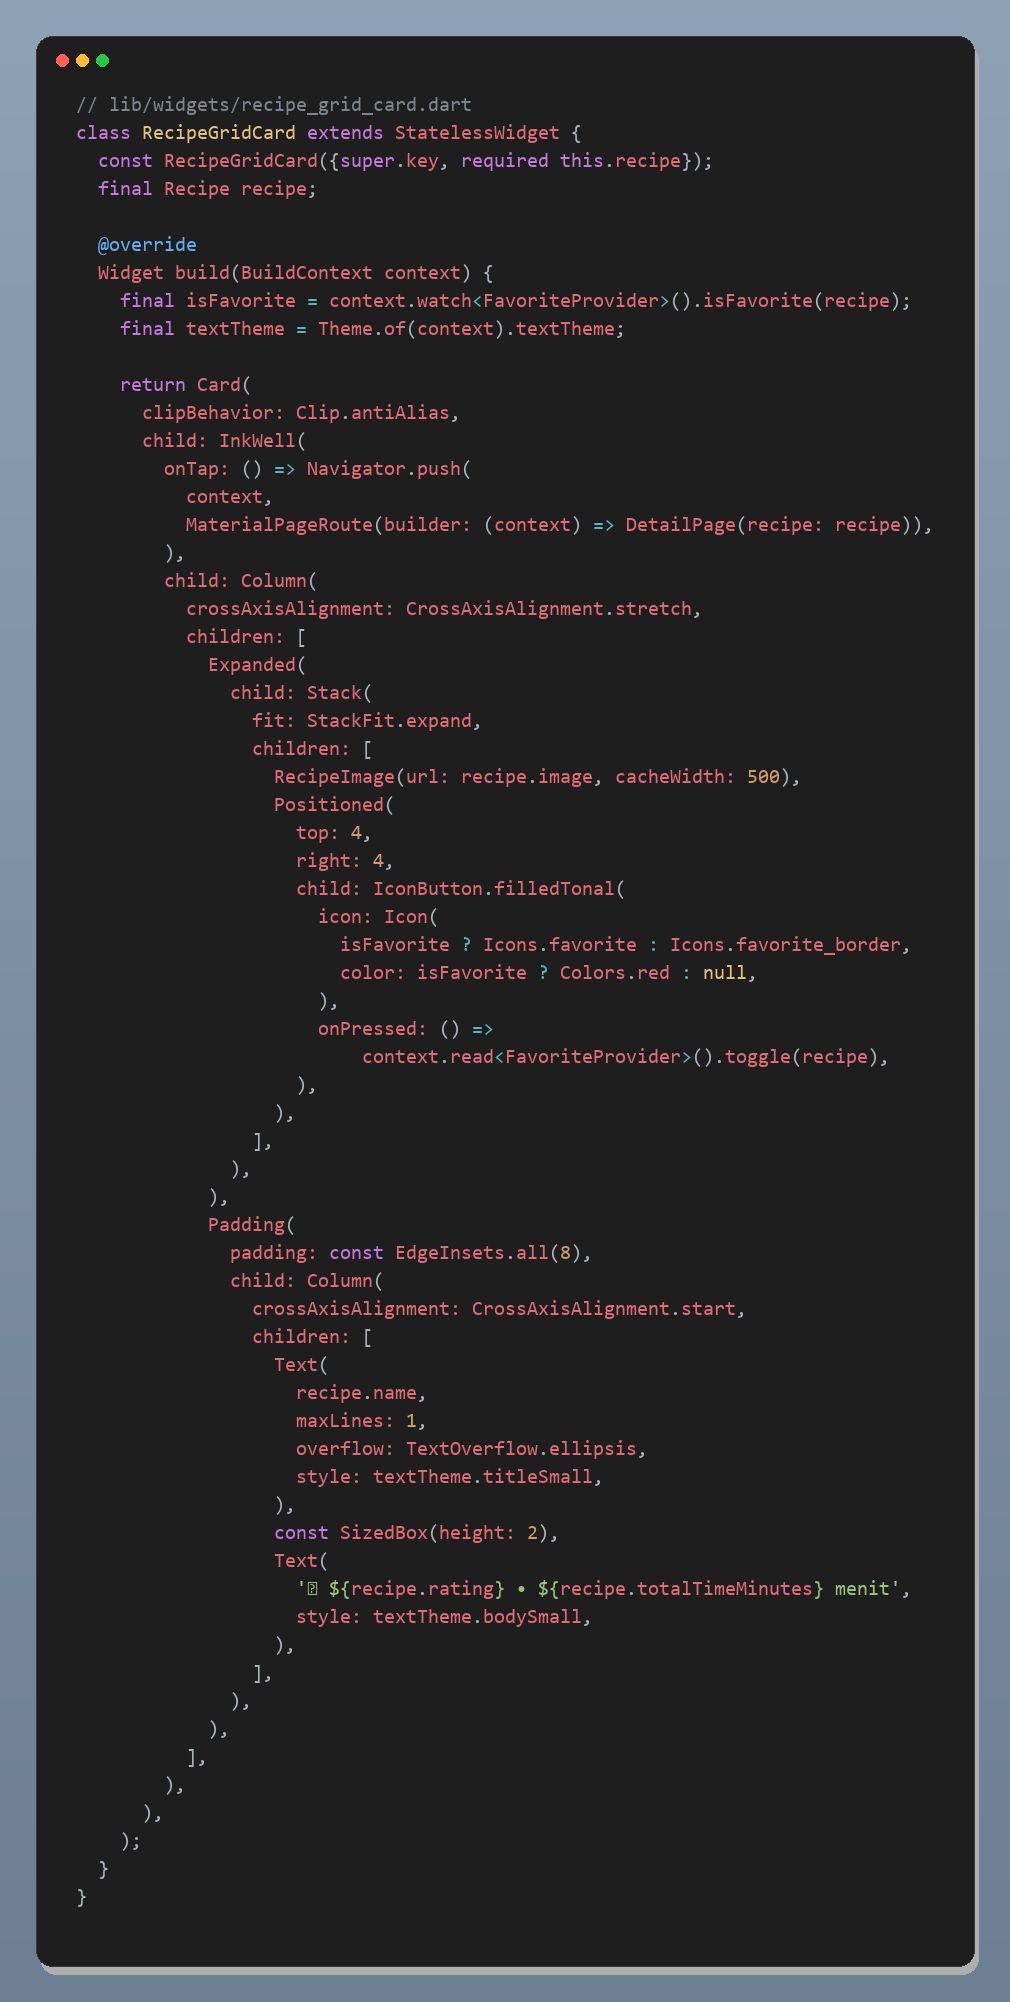 // lib/widgets/recipe_grid_card.dart
class RecipeGridCard extends StatelessWidget {
  const RecipeGridCard({super.key, required this.recipe});
  final Recipe recipe;

  @override
  Widget build(BuildContext context) {
    final isFavorite = context.watch<FavoriteProvider>().isFavorite(recipe);
    final textTheme = Theme.of(context).textTheme;

    return Card(
      clipBehavior: Clip.antiAlias,
      child: InkWell(
        onTap: () => Navigator.push(
          context,
          MaterialPageRoute(builder: (context) => DetailPage(recipe: recipe)),
        ),
        child: Column(
          crossAxisAlignment: CrossAxisAlignment.stretch,
          children: [
            Expanded(
              child: Stack(
                fit: StackFit.expand,
                children: [
                  RecipeImage(url: recipe.image, cacheWidth: 500),
                  Positioned(
                    top: 4,
                    right: 4,
                    child: IconButton.filledTonal(
                      icon: Icon(
                        isFavorite ? Icons.favorite : Icons.favorite_border,
                        color: isFavorite ? Colors.red : null,
                      ),
                      onPressed: () =>
                          context.read<FavoriteProvider>().toggle(recipe),
                    ),
                  ),
                ],
              ),
            ),
            Padding(
              padding: const EdgeInsets.all(8),
              child: Column(
                crossAxisAlignment: CrossAxisAlignment.start,
                children: [
                  Text(
                    recipe.name,
                    maxLines: 1,
                    overflow: TextOverflow.ellipsis,
                    style: textTheme.titleSmall,
                  ),
                  const SizedBox(height: 2),
                  Text(
                    ' ${recipe.rating} • ${recipe.totalTimeMinutes} menit',
                    style: textTheme.bodySmall,
                  ),
                ],
              ),
            ),
          ],
        ),
      ),
    );
  }
}